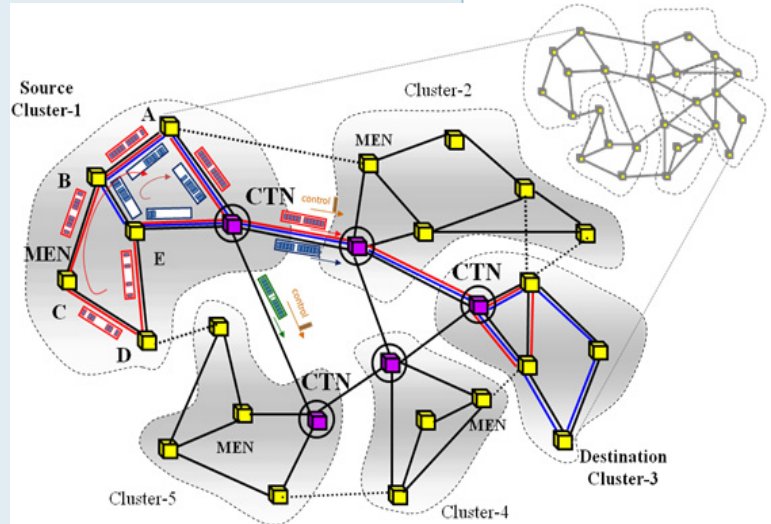 Source
Cluster-1
A
Cluster-2
MEN
B
CTN
control
MEN
E
CTN
C
control
D
CTN
MEN
MEN
Destination
Cluster-3
Cluster-5
Cluster-4